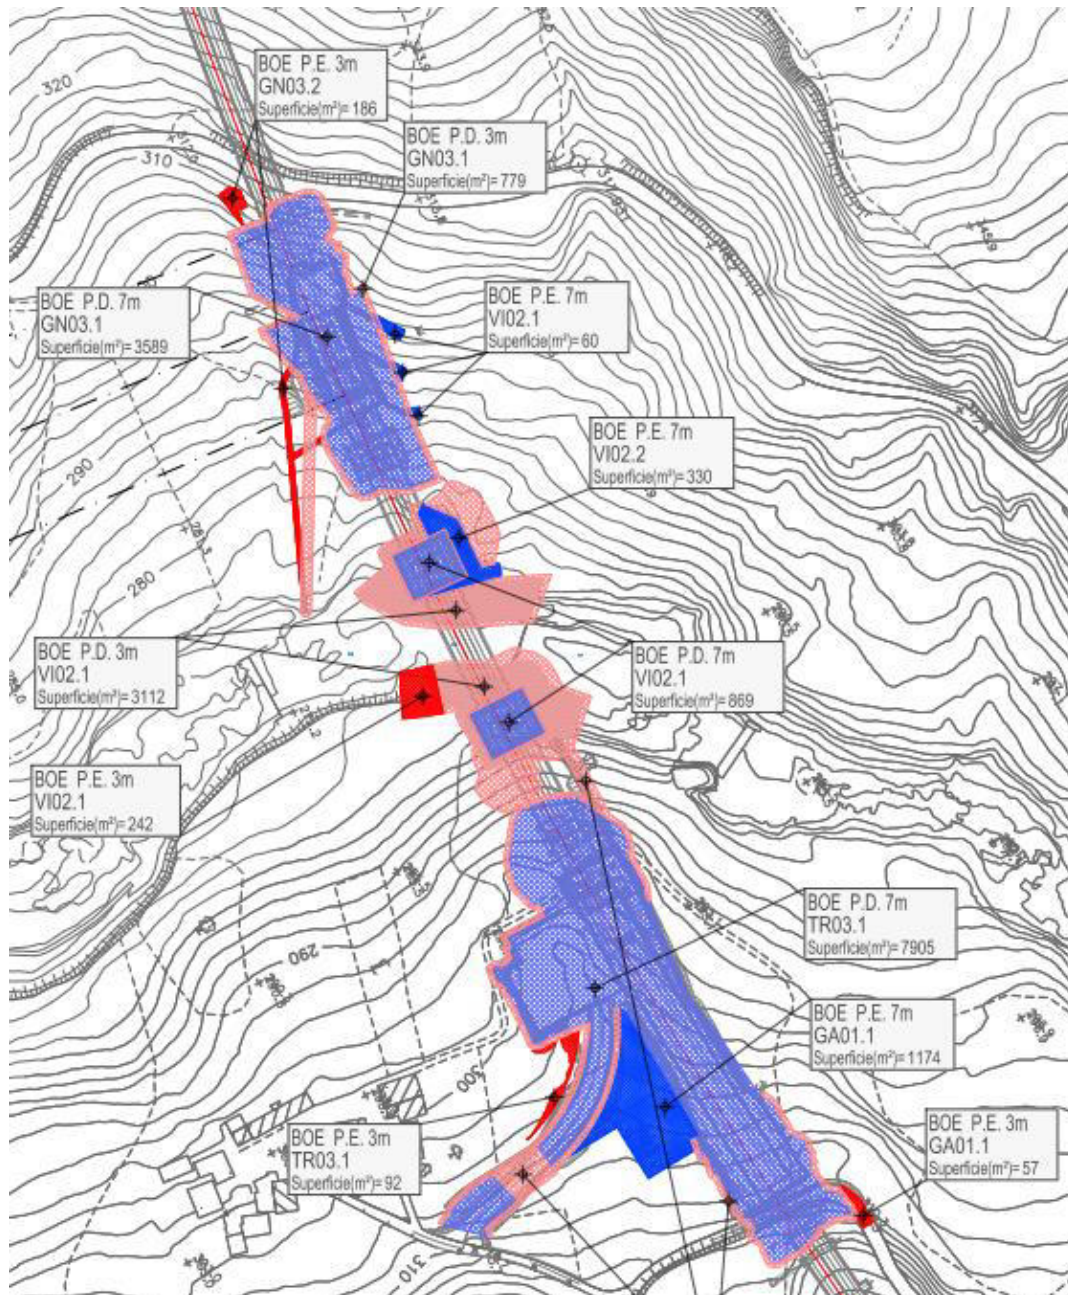 BOE P.E. 3m
GN03.2
Superficie(m²)= 186
320
BOE P.D. 3m
GN03.1
Superficie(m²)= 779
310
BOE P.D. 7m
GN03.1
Superficie(m²)= 3589
BOE P.E. 7m
VI02.1
Superficie(m²)= 60
BOE P.E. 7m
VI02.2
Superficie(m²)= 330
290
281.3
280
BOE P.D. 3m
VI02.1
Superficie(m²)= 3112
BOE P.D. 7m
VI02.1
Superficie(m²)= 869
BOE P.E. 3m
VI02.1
Superficie(m²)= 242
BOE P.D. 7m
TR03.1
Superficie(m²)= 7905
290
BOE P.E. 7m
GA01.1
Superficie(m²)= 1174
300
BOE P.E. 3m
TR03.1
Superficie(m²)= 92
BOE P.E. 3m
GA01.1
Superficie(m²)= 57
310